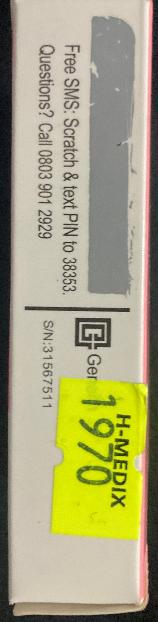 Free SMS: Scratch & text PIN to 38353.
Questions? Call 0803 901 2929
S/N:31567511
H-MEDIX
1970